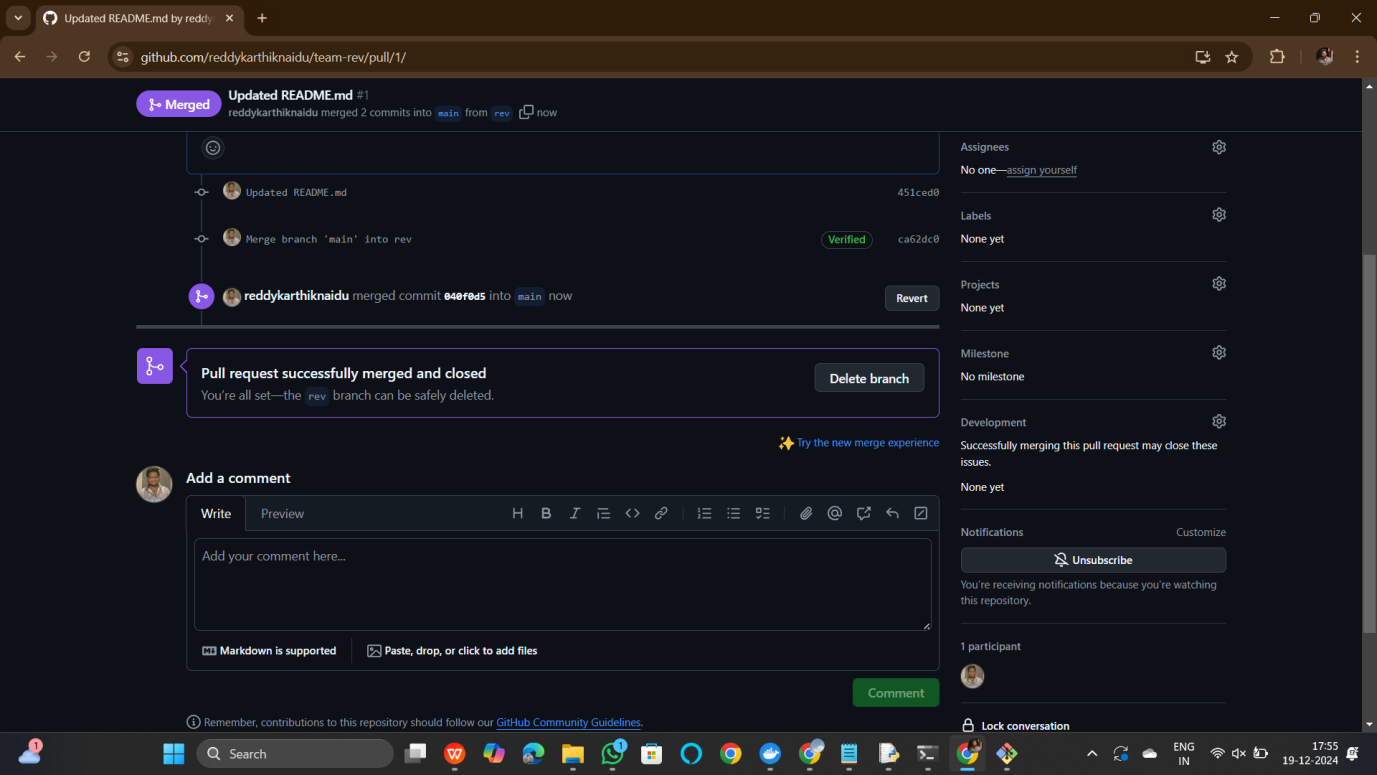 Updated README.md by reddy
github.com/reddykarthiknaidu/team-rev/pull/1/
Merged
Updated README.md #1
reddykarthiknaidu merged 2 commits into main from rev now
Updated README.md 451ced0
Merge branch 'main' into rev Verified ca62dc0
reddykarthiknaidu merged commit 040f0d5 into main now Revert
Pull request successfully merged and closed
You're all set—the rev branch can be safely deleted.
Delete branch
Try the new merge experience
Add a comment
Write Preview
Add your comment here...
Markdown is supported Paste, drop, or click to add files
Comment
Remember, contributions to this repository should follow our GitHub Community Guidelines.
Assignees
No one—assign yourself
Labels
None yet
Projects
None yet
Milestone
No milestone
Development
Successfully merging this pull request may close these
issues.
None yet
Notifications Customize
Unsubscribe
You're receiving notifications because you're watching
this repository.
1 participant
Lock conversation
1
Search
1
ENG
IN
17:55
19-12-2024